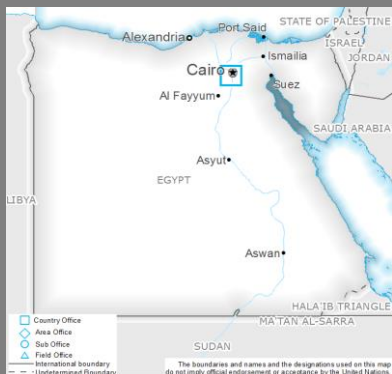 STATE OF PALESTINE
Port Said
Alexandria
ISRAEL
Ismailia
JORDAN
Cairo
Suez
Al Fayyum
SAUDI ARABIA
Asyut
EGYPT
LIBYA
Aswan
HALA'IB TRIANGLE
MA'TAN AL-SARRA
SUDAN
Country Office
Area Office
Sub Office
Field Office
International boundary
Undetermined Boundary
The boundaries and names and the designations used on this map
do not imply official endorsement or acceptance by the United Nations